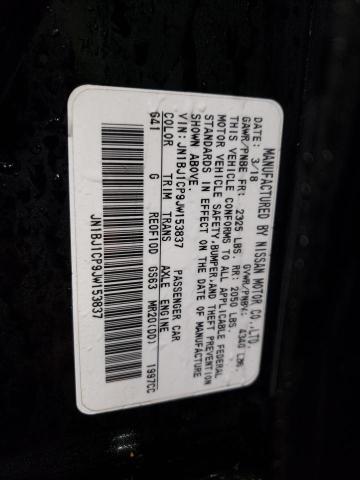 MANUFACTURED BY NISSAN MOTOR CO.,LTD.
DATE: 3/18 GVWR/PNBV: 4340 LBS.
GAWR/PNBE FR: 2325 LBS. RR: 2050 LBS.
THIS VEHICLE CONFORMS TO ALL APPLICABLE FEDERAL
MOTOR VEHICLE SAFETY,BUMPER,AND THEFT PREVENTION
STANDARDS IN EFFECT ON THE DATE OF MANUFACTURE
SHOWN ABOVE.
VIN: JN1BJ1CP9JW153837 PASSENGER CAR
COLOR TRIM TRANS AXLE ENGINE
G41 G RE0F10D GS63 MR20(DD) 1997CC
JN1BJ1CP9JW153837